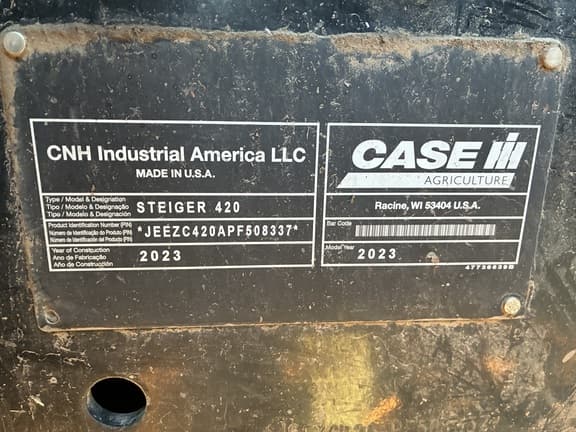 CNH Industrial America LLC
MADE IN U.S.A.
Type / Model & Designation
Tipo / Modelo & Designação
Tipo / Modelo & Designación
STEIGER 420
Product Identification Number (PIN)
Número de Identificação do Produto (PIN)
Número de Identificación del Producto (PIN)
*JEEZC420APF508337*
Year of Construction
Ano de Fabricação
Año de Construcción
2023
CASE IH
AGRICULTURE
Racine, WI 53404 U.S.A.
Bar Code
Model Year
2023